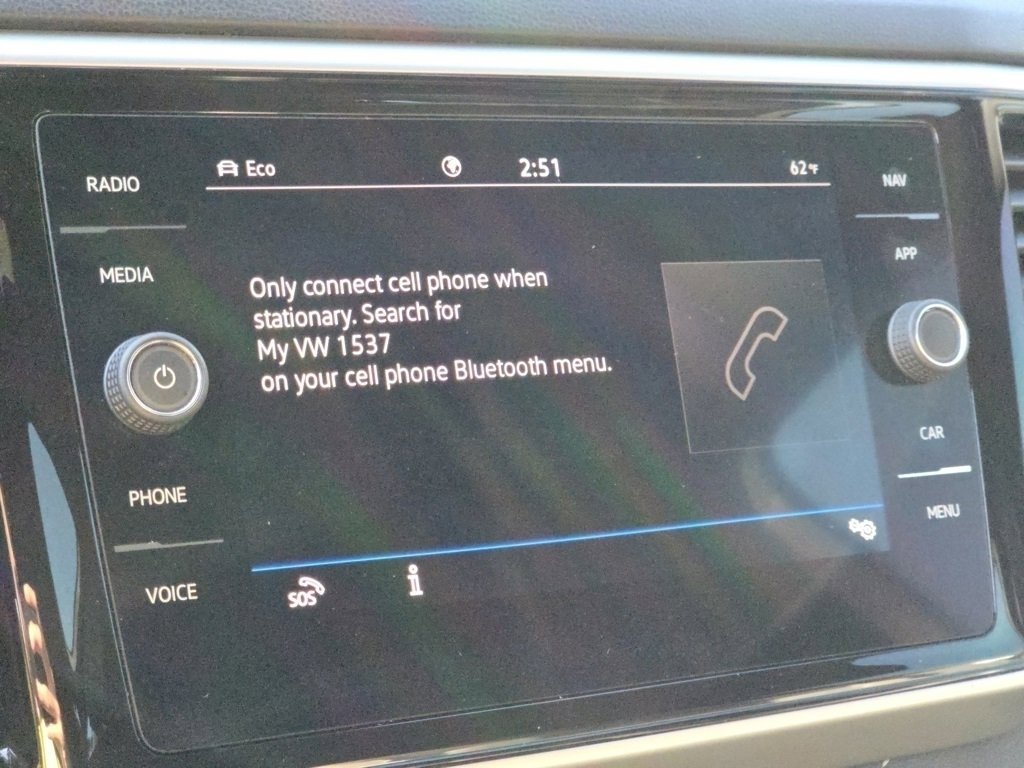 RADIO
MEDIA
PHONE
VOICE
Eco
2:51
62°F
Only connect cell phone when
stationary. Search for
My VW 1537
on your cell phone Bluetooth menu.
SOS
i
NAV
APP
CAR
MENU